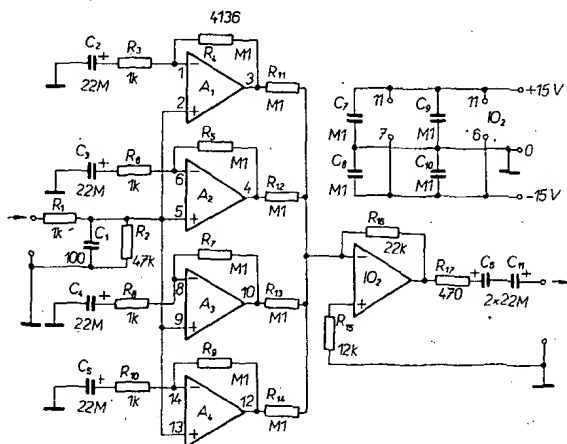 4136
C2
+
R3
22M
1k
R4
M1
1
2
3
A1
R11
M1
C7
M1
11
C9
M1
11
+15 V
IO2
7
6
0
C8
M1
C10
M1
-15 V
C3
+
R6
22M
1k
R5
M1
6
5
4
A2
R12
M1
R1
1k
C1
100
R2
47k
R7
M1
C4
+
R8
22M
1k
8
9
10
A3
R13
M1
R16
22k
IO2
R17
470
+
C6
C11
+
2x22M
R15
12k
C5
+
R10
22M
1k
R9
M1
14
13
12
A4
R14
M1